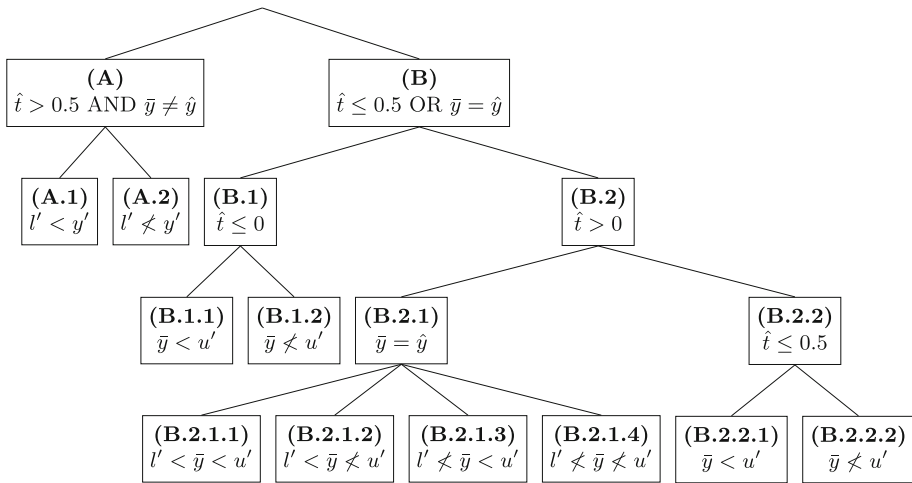 (A)
t̂ > 0.5 AND ȳ ≠ ŷ
(B)
t̂ ≤ 0.5 OR ȳ = ŷ
(A.1)
l′ < y′
(A.2)
l′ ≮ y′
(B.1)
t̂ ≤ 0
(B.2)
t̂ > 0
(B.1.1)
ȳ < u′
(B.1.2)
ȳ ≮ u′
(B.2.1)
ȳ = ŷ
(B.2.2)
t̂ ≤ 0.5
(B.2.1.1)
l′ < ȳ < u′
(B.2.1.2)
l′ < ȳ ≮ u′
(B.2.1.3)
l′ ≮ ȳ < u′
(B.2.1.4)
l′ ≮ ȳ ≮ u′
(B.2.2.1)
ȳ < u′
(B.2.2.2)
ȳ ≮ u′